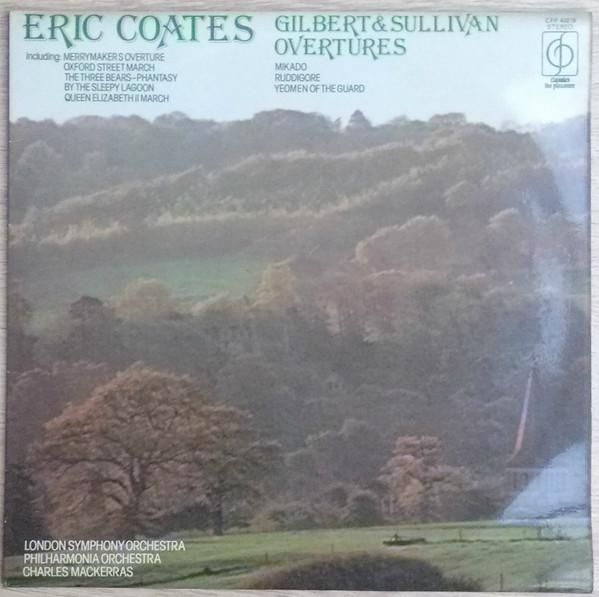 ERIC COATES
including: MERRYMAKERS OVERTURE
OXFORD STREET MARCH
THE THREE BEARS-PHANTASY
BY THE SLEEPY LAGOON
QUEEN ELIZABETH II MARCH
GILBERT & SULLIVAN
OVERTURES
MIKADO
RUDDIGORE
YEOMEN OF THE GUARD
STEREO
classics
for pleasure
LONDON SYMPHONY ORCHESTRA
PHILHARMONIA ORCHESTRA
CHARLES MACKERRAS